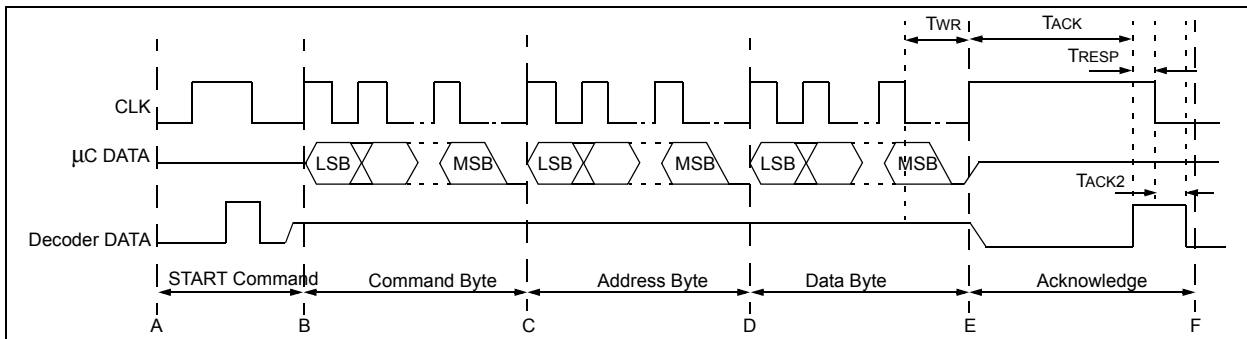 TWR
TACK
TRESP
CLK
μC DATA
LSB
MSB
LSB
MSB
LSB
MSB
TACK2
Decoder DATA
START Command
Command Byte
Address Byte
Data Byte
Acknowledge
A
B
C
D
E
F